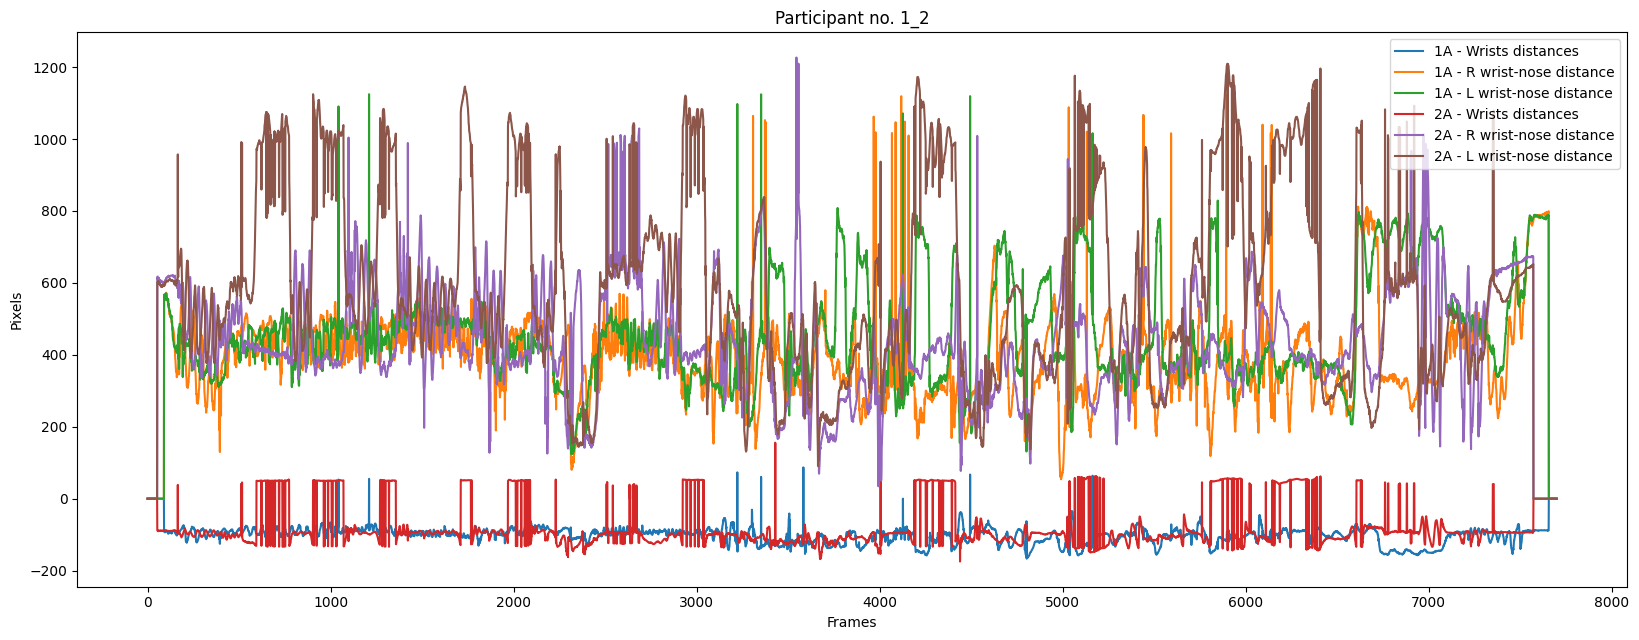 Participant no. 1_2
1A - Wrists distances
1A - R wrist-nose distance
1A - L wrist-nose distance
2A - Wrists distances
2A - R wrist-nose distance
2A - L wrist-nose distance
1200
1000
800
600
400
200
0
−200
Pixels
0 1000 2000 3000 4000 5000 6000 7000 8000
Frames